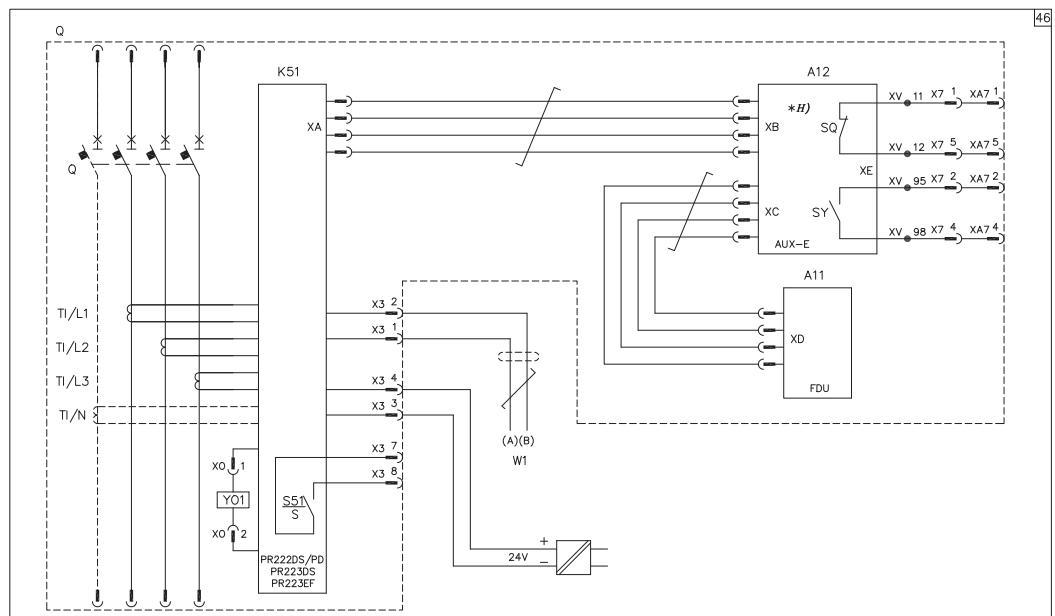 46
Q
K51
A12
XA
*H)
XB
SQ
XE
XC
SY
AUX-E
XV 11 X7 1 XA7 1
XV 12 X7 5 XA7 5
XV 95 X7 2 XA7 2
XV 98 X7 4 XA7 4
Q
A11
XD
FDU
TI/L1
TI/L2
TI/L3
TI/N
X3 2
X3 1
X3 4
X3 3
X3 7
X3 8
(A)(B)
W1
XO 1
YO1
XO 2
S51
S
PR222DS/PD
PR223DS
PR223EF
+
24V
−